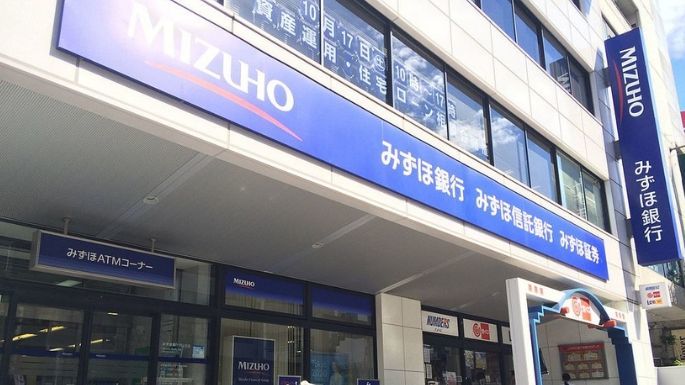 10月17日(土) 10時~17時
資産運用・住宅ローン相
MIZUHO
みずほ銀行 みずほ信託銀行 みずほ証券
MIZUHO みずほ銀行
みずほATMコーナー
MIZUHO
MIZUHO
NUMBERS